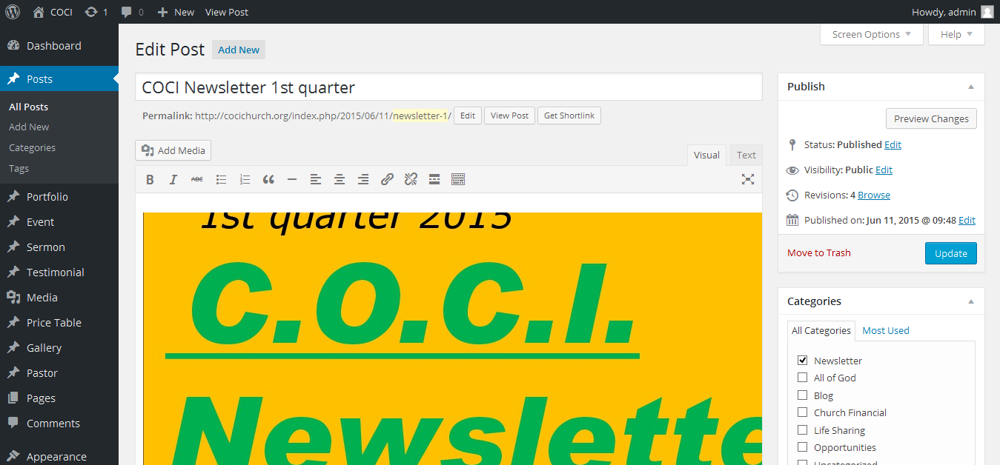 COCI 1 0 New View Post Howdy, admin
Screen Options Help
Dashboard
Posts
All Posts
Add New
Categories
Tags
Portfolio
Event
Sermon
Testimonial
Media
Price Table
Gallery
Pastor
Pages
Comments
Appearance
Edit Post Add New
COCI Newsletter 1st quarter
Permalink: http://cocichurch.org/index.php/2015/06/11/newsletter-1/ Edit View Post Get Shortlink
Add Media
Visual Text
B I ABC
1st quarter 2015
C.O.C.I.
Newslette
Publish
Preview Changes
Status: Published Edit
Visibility: Public Edit
Revisions: 4 Browse
Published on: Jun 11, 2015 @ 09:48 Edit
Move to Trash Update
Categories
All Categories Most Used
Newsletter
All of God
Blog
Church Financial
Life Sharing
Opportunities
Uncategorized